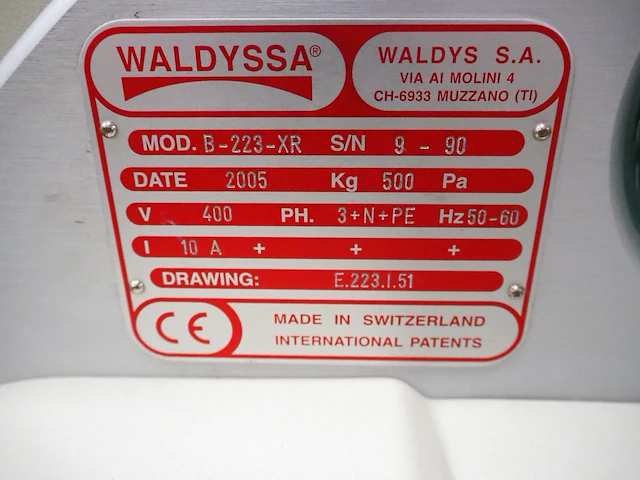 WALDYSSA®
WALDYS S.A.
VIA AI MOLINI 4
CH-6933 MUZZANO (TI)
MOD. B-223-XR S/N 9 - 90
DATE 2005 Kg 500 Pa
V 400 PH. 3+N+PE Hz 50-60
I 10 A + + +
DRAWING: E.223.I.51
CE
MADE IN SWITZERLAND
INTERNATIONAL PATENTS